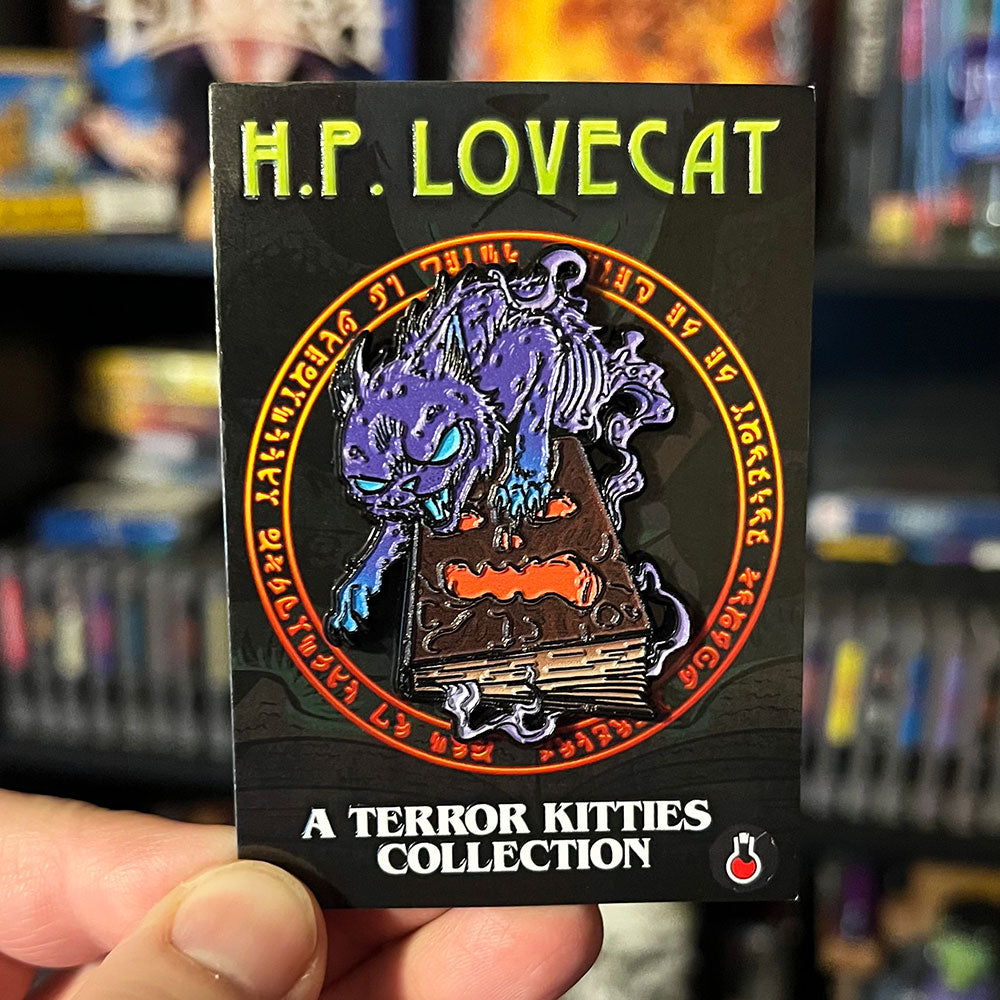 H.P. LOVECAT
A TERROR KITTIES
COLLECTION